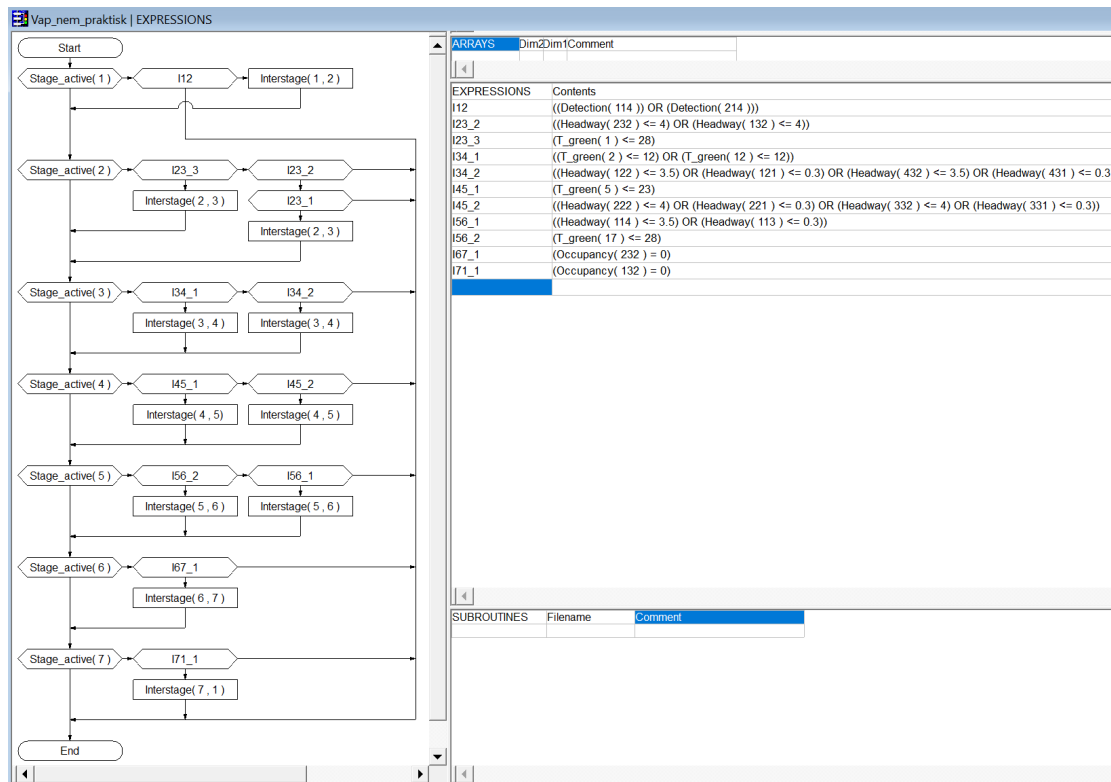 Vap_nem_praktisk | EXPRESSIONS
Start
Stage_active( 1 ) I12 Interstage( 1 , 2 )
Stage_active( 2 ) I23_3 I23_2
Interstage( 2 , 3 ) I23_1
Interstage( 2 , 3 )
Stage_active( 3 ) I34_1 I34_2
Interstage( 3 , 4 ) Interstage( 3 , 4 )
Stage_active( 4 ) I45_1 I45_2
Interstage( 4 , 5) Interstage( 4 , 5 )
Stage_active( 5 ) I56_2 I56_1
Interstage( 5 , 6 ) Interstage( 5 , 6 )
Stage_active( 6 ) I67_1
Interstage( 6 , 7 )
Stage_active( 7 ) I71_1
Interstage( 7 , 1 )
End
ARRAYS Dim2 Dim1 Comment
EXPRESSIONS Contents
I12 ((Detection( 114 )) OR (Detection( 214 )))
I23_2 ((Headway( 232 ) <= 4) OR (Headway( 132 ) <= 4))
I23_3 (T_green( 1 ) <= 28)
I34_1 ((T_green( 2 ) <= 12) OR (T_green( 12 ) <= 12))
I34_2 ((Headway( 122 ) <= 3.5) OR (Headway( 121 ) <= 0.3) OR (Headway( 432 ) <= 3.5) OR (Headway( 431 ) <= 0.3
I45_1 (T_green( 5 ) <= 23)
I45_2 ((Headway( 222 ) <= 4) OR (Headway( 221 ) <= 0.3) OR (Headway( 332 ) <= 4) OR (Headway( 331 ) <= 0.3))
I56_1 ((Headway( 114 ) <= 3.5) OR (Headway( 113 ) <= 0.3))
I56_2 (T_green( 17 ) <= 28)
I67_1 (Occupancy( 232 ) = 0)
I71_1 (Occupancy( 132 ) = 0)
SUBROUTINES Filename Comment